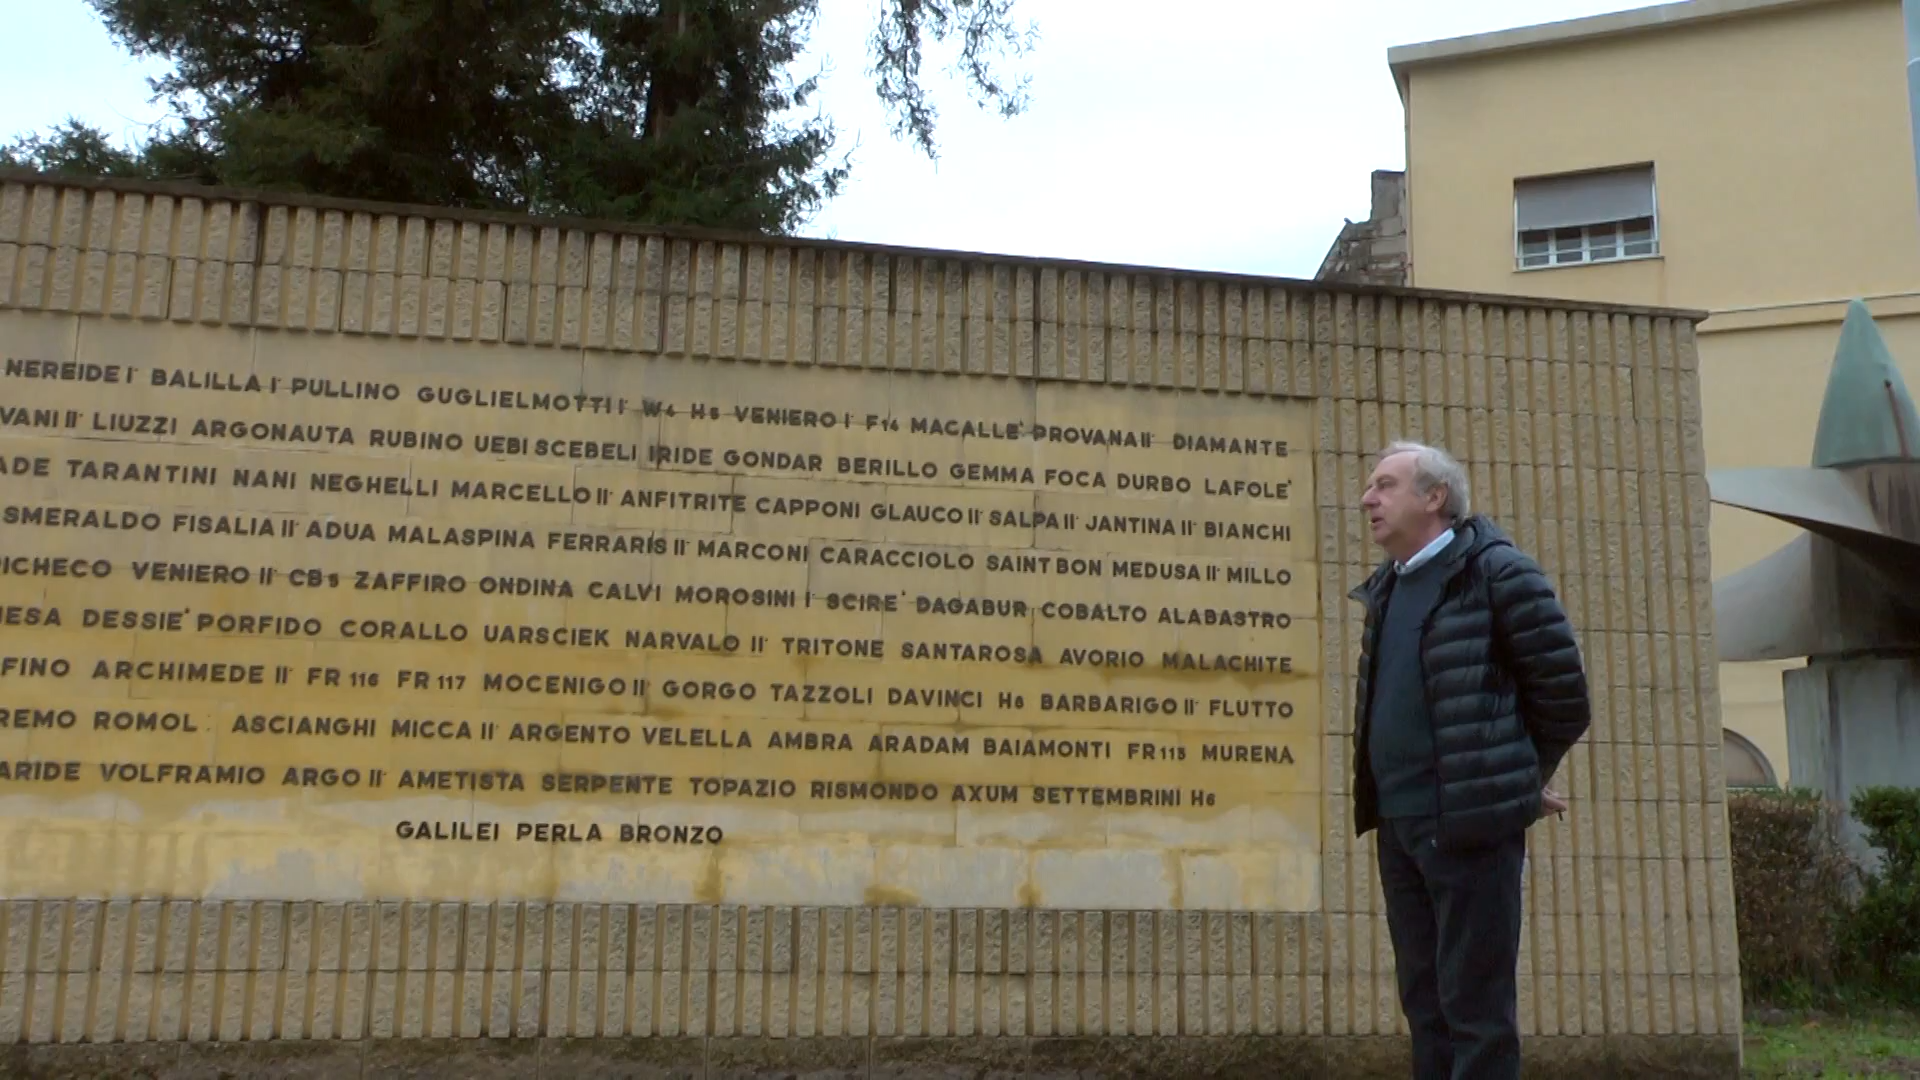 NEREIDE I° BALILLA I° PULLINO GUGLIELMOTTI I° W4 H5 VENIERO I° F14 MACALLE' PROVANA II° DIAMANTE
VANI II° LIUZZI ARGONAUTA RUBINO UEBI SCEBELI IRIDE GONDAR BERILLO GEMMA FOCA DURBO LAFOLE'
ADE TARANTINI NANI NEGHELLI MARCELLO II° ANFITRITE CAPPONI GLAUCO II° SALPA II° JANTINA II° BIANCHI
SMERALDO FISALIA II° ADUA MALASPINA FERRARIS II° MARCONI CARACCIOLO SAINT BON MEDUSA II° MILLO
ICHECO VENIERO II° CB5 ZAFFIRO ONDINA CALVI MOROSINI I° SCIRE' DAGABUR COBALTO ALABASTRO
ESA DESSIE' PORFIDO CORALLO UARSCIEK NARVALO II° TRITONE SANTAROSA AVORIO MALACHITE
FINO ARCHIMEDE II° FR 116 FR 117 MOCENIGO II° GORGO TAZZOLI DAVINCI H8 BARBARIGO II° FLUTTO
REMO ROMOL ASCIANGHI MICCA II° ARGENTO VELELLA AMBRA ARADAM BAIAMONTI FR 115 MURENA
ARIDE VOLFRAMIO ARGO II° AMETISTA SERPENTE TOPAZIO RISMONDO AXUM SETTEMBRINI H6
GALILEI PERLA BRONZO